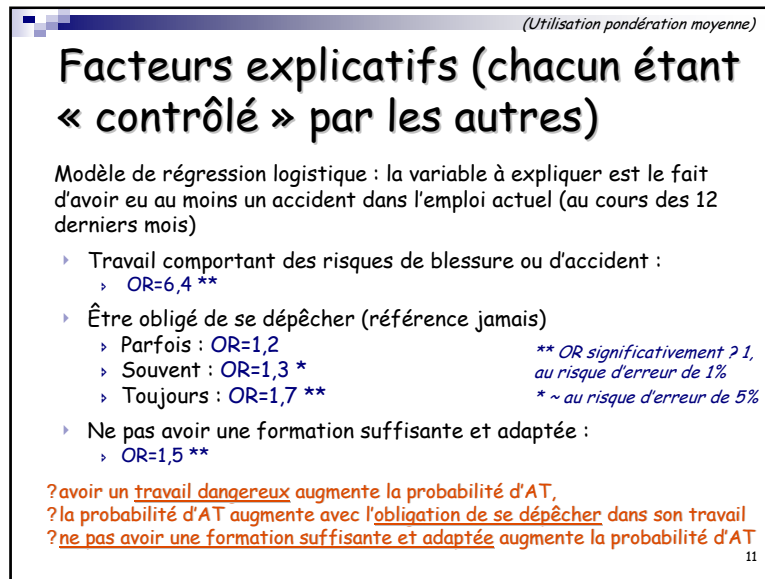 (Utilisation pondération moyenne)
Facteurs explicatifs (chacun étant
« contrôlé » par les autres)
Modèle de régression logistique : la variable à expliquer est le fait
d'avoir eu au moins un accident dans l'emploi actuel (au cours des 12
derniers mois)
Travail comportant des risques de blessure ou d'accident :
OR=6,4 **
Être obligé de se dépêcher (référence jamais)
Parfois : OR=1,2
Souvent : OR=1,3 *
Toujours : OR=1,7 **
** OR significativement ? 1,
au risque d'erreur de 1%
* ~ au risque d'erreur de 5%
Ne pas avoir une formation suffisante et adaptée :
OR=1,5 **
?avoir un travail dangereux augmente la probabilité d'AT,
?la probabilité d'AT augmente avec l'obligation de se dépêcher dans son travail
?ne pas avoir une formation suffisante et adaptée augmente la probabilité d'AT
11